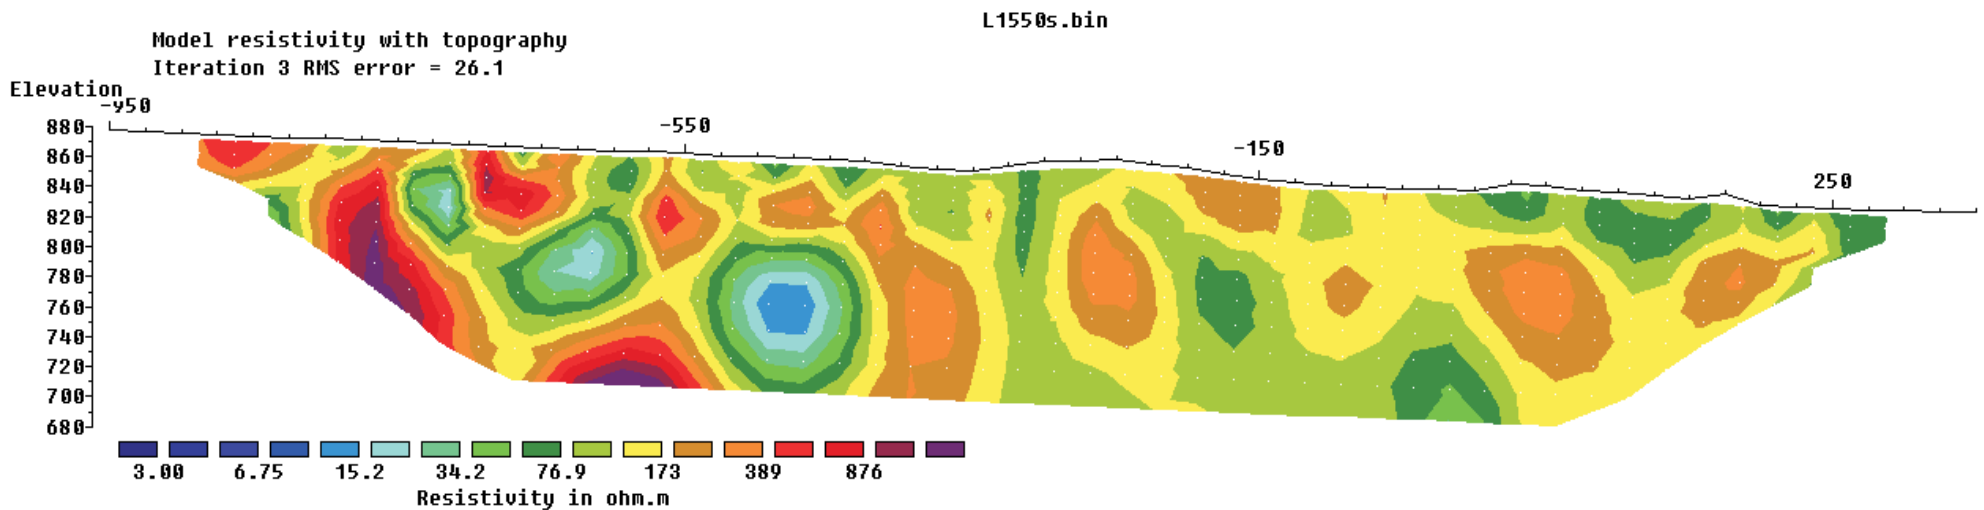 L1550s.bin
Model resistivity with topography
Iteration 3 RMS error = 26.1
Elevation
-950
-550
-150
250
880
860
840
820
800
780
760
740
720
700
680
3.00 6.75 15.2 34.2 76.9 173 389 876
Resistivity in ohm.m